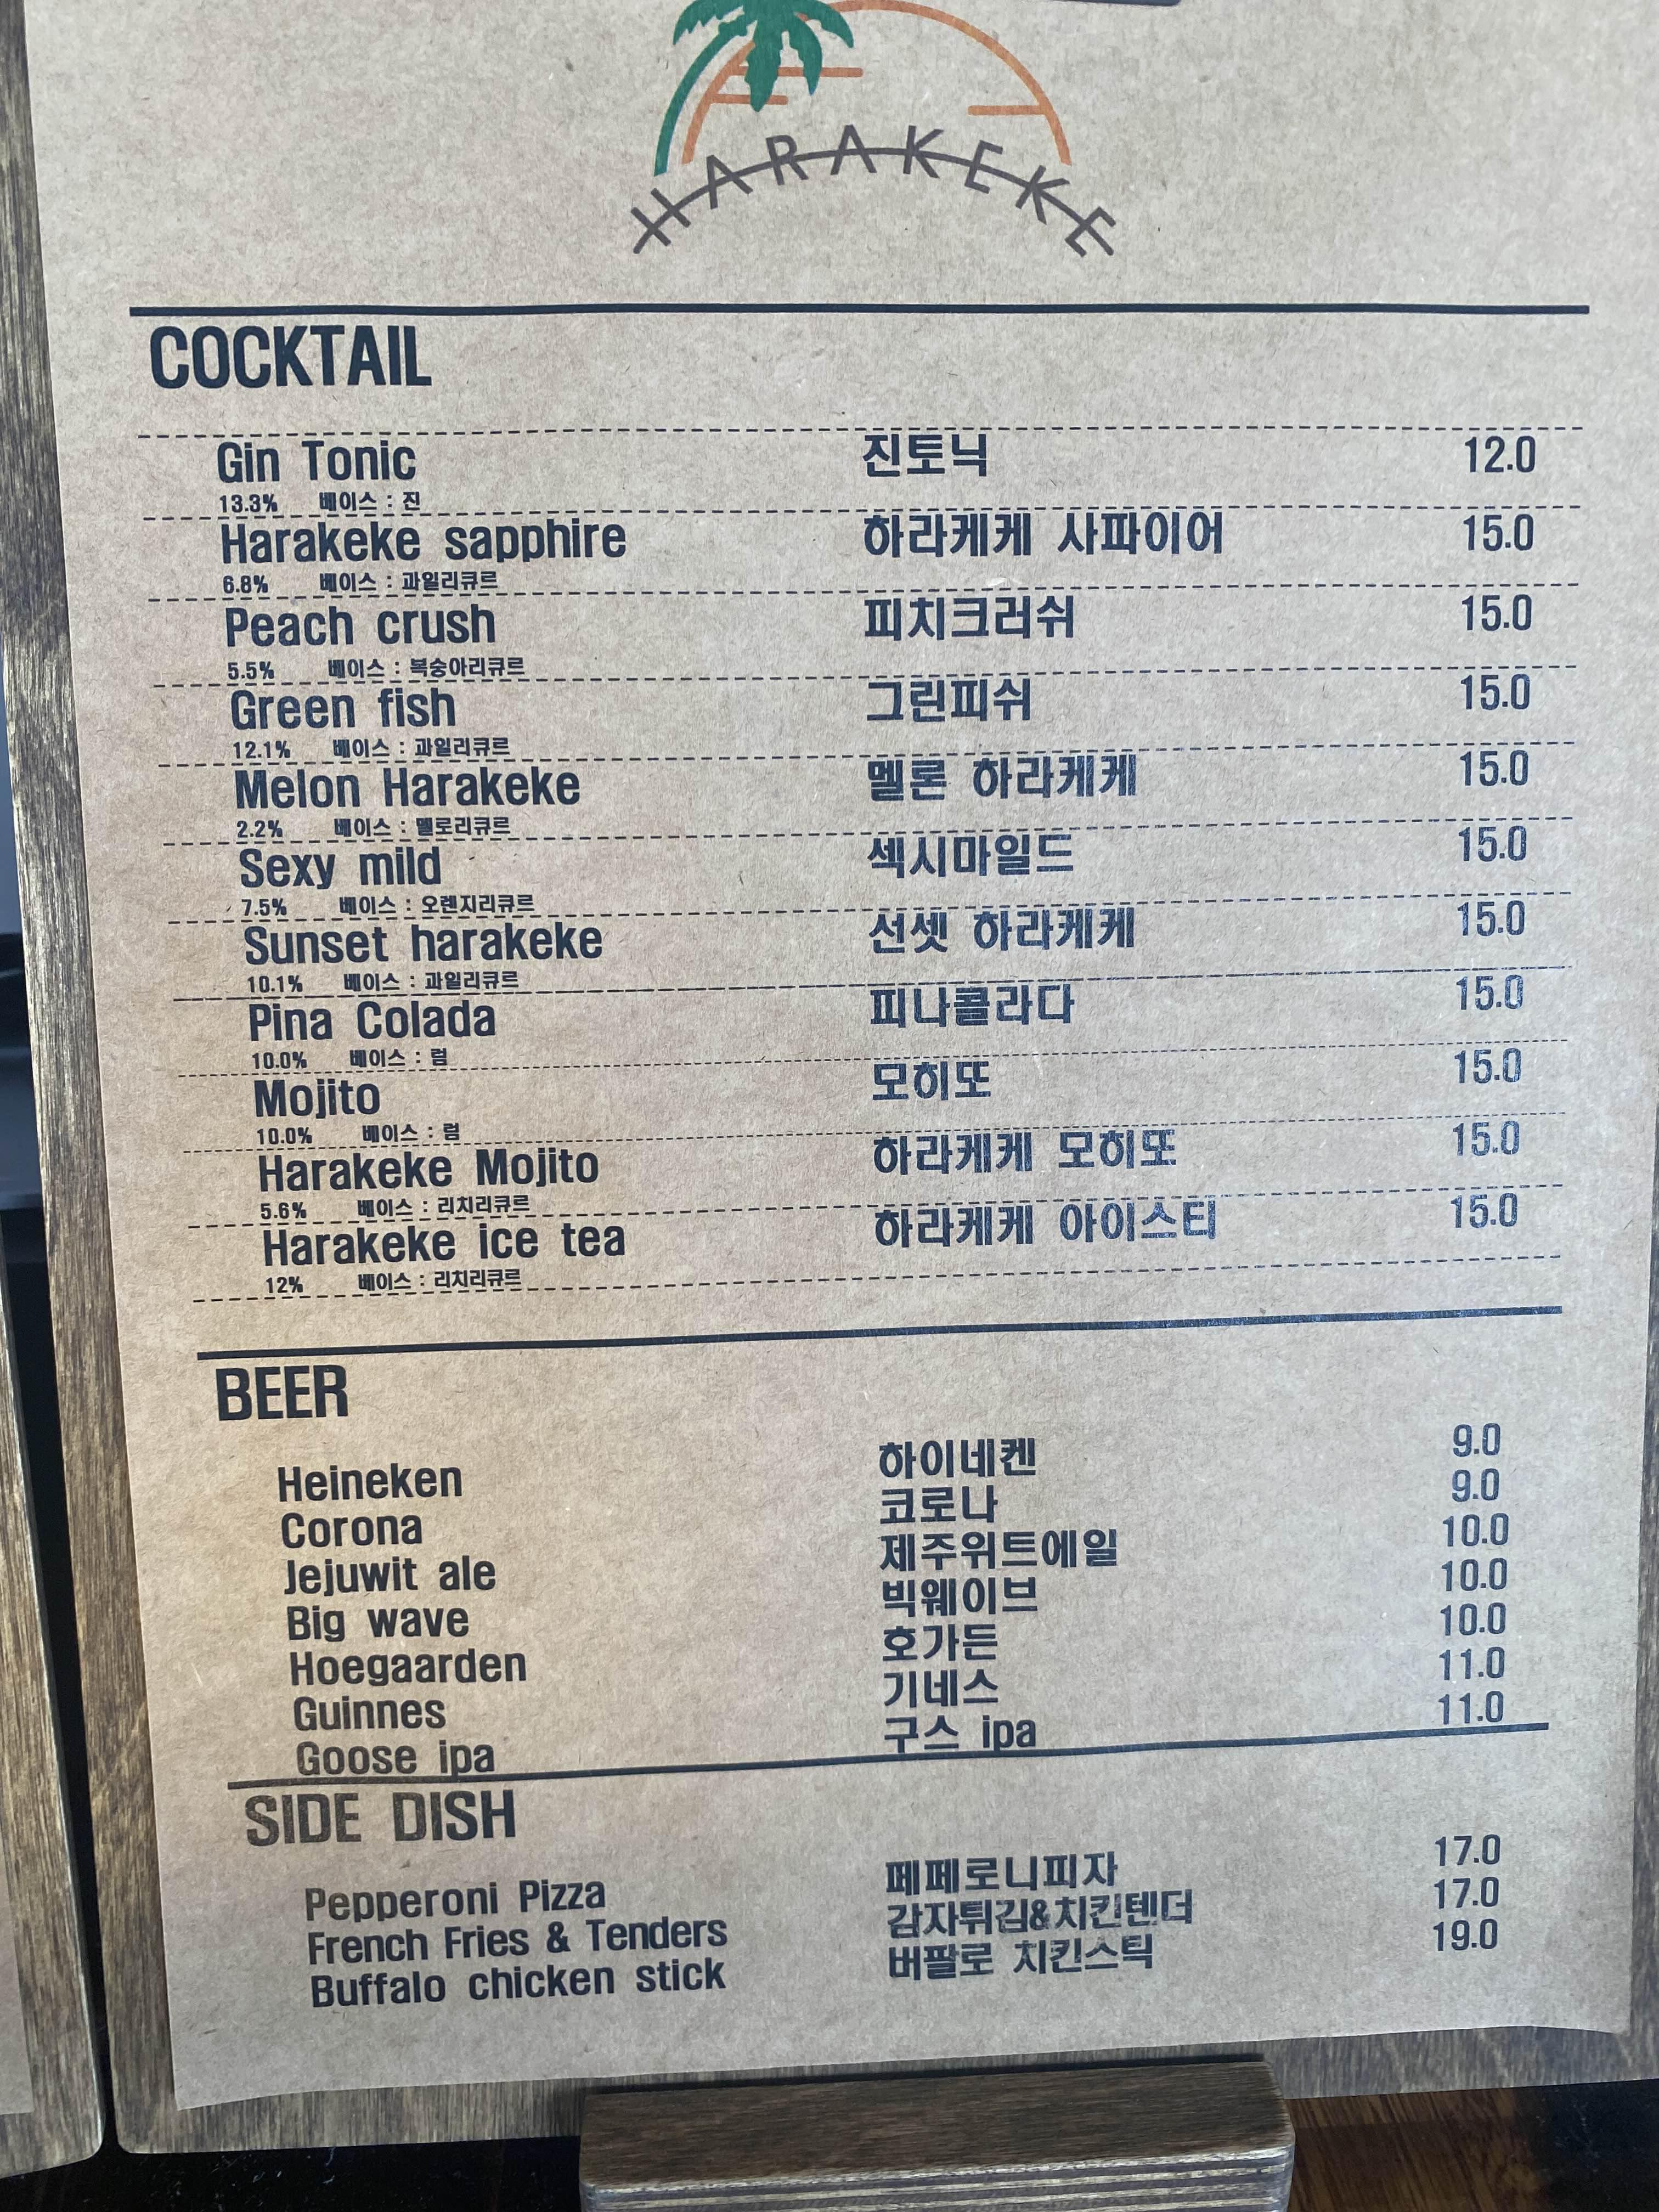 HARAKEKE
COCKTAIL
Gin Tonic 진토닉 12.0
13.3% 베이스 : 진
Harakeke sapphire 하라케케 사파이어 15.0
6.8% 베이스 : 과일리큐르
Peach crush 피치크러쉬 15.0
5.5% 베이스 : 복숭아리큐르
Green fish 그린피쉬 15.0
12.1% 베이스 : 과일리큐르
Melon Harakeke 멜론 하라케케 15.0
2.2% 베이스 : 멜로리큐르
Sexy mild 섹시마일드 15.0
7.5% 베이스 : 오렌지리큐르
Sunset harakeke 선셋 하라케케 15.0
10.1% 베이스 : 과일리큐르
Pina Colada 피나콜라다 15.0
10.0% 베이스 : 럼
Mojito 모히또 15.0
10.0% 베이스 : 럼
Harakeke Mojito 하라케케 모히또 15.0
5.6% 베이스 : 리치리큐르
Harakeke ice tea 하라케케 아이스티 15.0
12% 베이스 : 리치리큐르
BEER
Heineken 하이네켄 9.0
Corona 코로나 9.0
Jejuwit ale 제주위트에일 10.0
Big wave 빅웨이브 10.0
Hoegaarden 호가든 10.0
Guinnes 기네스 11.0
Goose ipa 구스 ipa 11.0
SIDE DISH
Pepperoni Pizza 페페로니피자 17.0
French Fries & Tenders 감자튀김&치킨텐더 17.0
Buffalo chicken stick 버팔로 치킨스틱 19.0